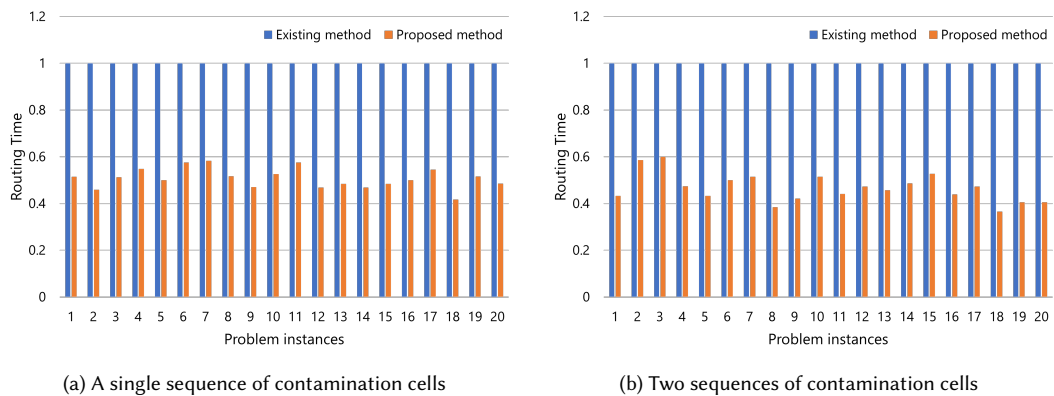 1.2
Existing method Proposed method
1
0.8
0.6
0.4
0.2
0
Routing Time
1 2 3 4 5 6 7 8 9 10 11 12 13 14 15 16 17 18 19 20
Problem instances
(a) A single sequence of contamination cells
1.2
Existing method Proposed method
1
0.8
0.6
0.4
0.2
0
Routing Time
1 2 3 4 5 6 7 8 9 10 11 12 13 14 15 16 17 18 19 20
Problem instances
(b) Two sequences of contamination cells